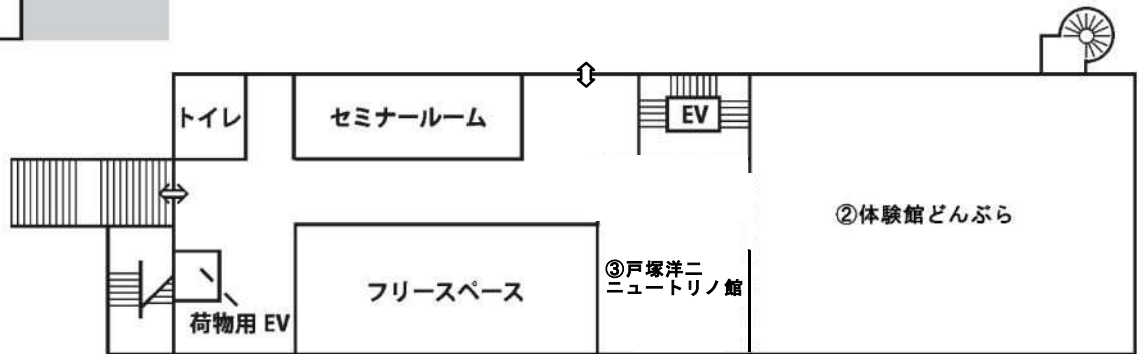 トイレ
セミナールーム
EV
②体験館どんぶら
③戸塚洋二
ニュートリノ館
フリースペース
荷物用 EV